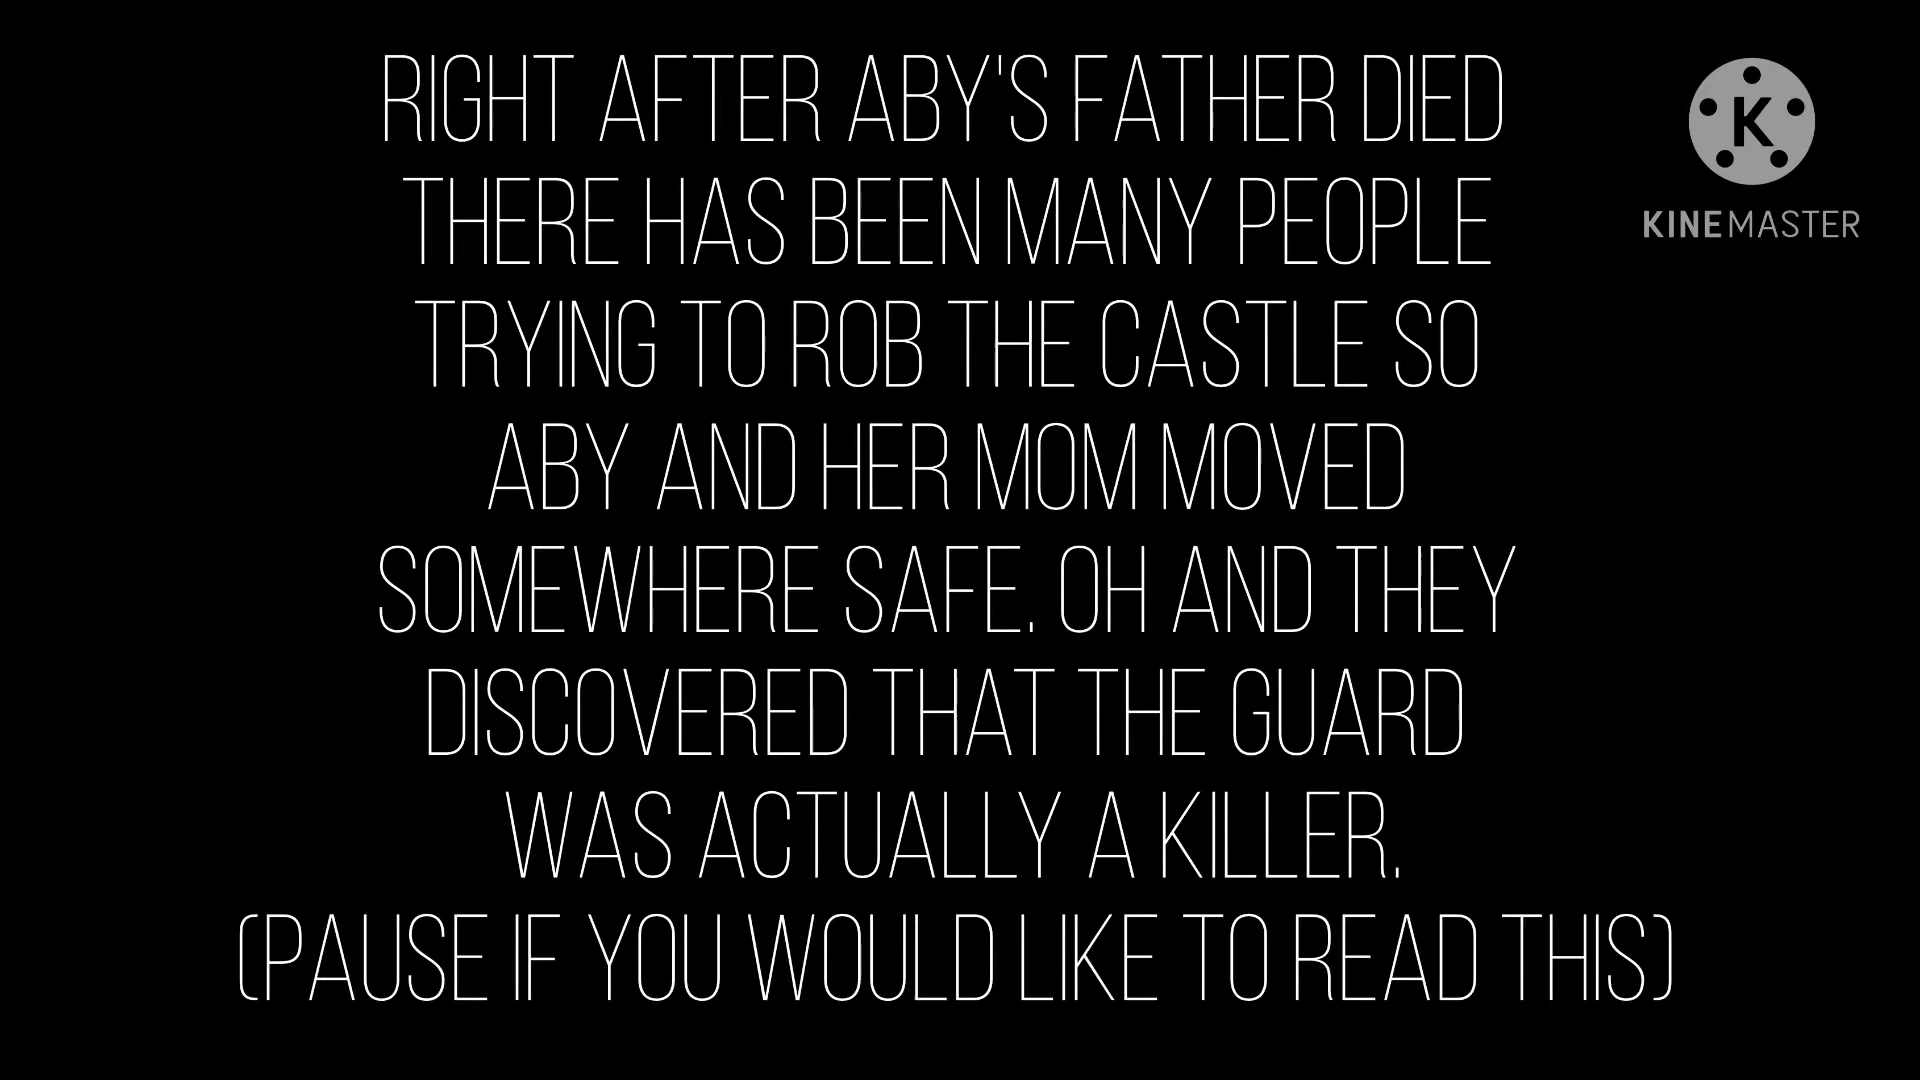 RIGHT AFTER ABY'S FATHER DIED
THERE HAS BEEN MANY PEOPLE
TRYING TO ROB THE CASTLE SO
ABY AND HER MOM MOVED
SOMEWHERE SAFE. OH AND THEY
DISCOVERED THAT THE GUARD
WAS ACTUALLY A KILLER.
(PAUSE IF YOU WOULD LIKE TO READ THIS)
K
KINEMASTER